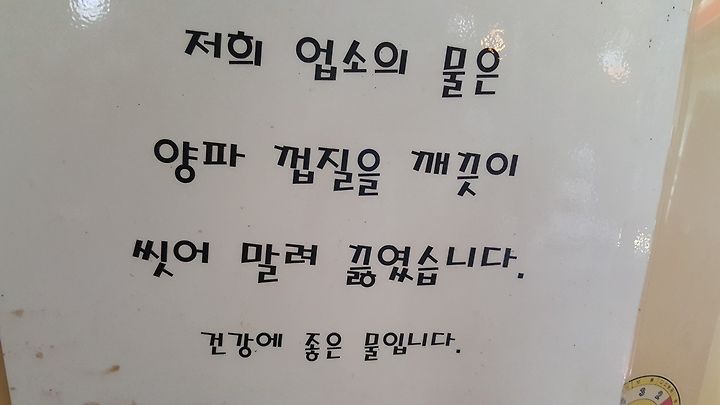 저희 업소의 물은
양파 껍질을 깨끗이
씻어 말려 끓였습니다.
건강에 좋은 물입니다.